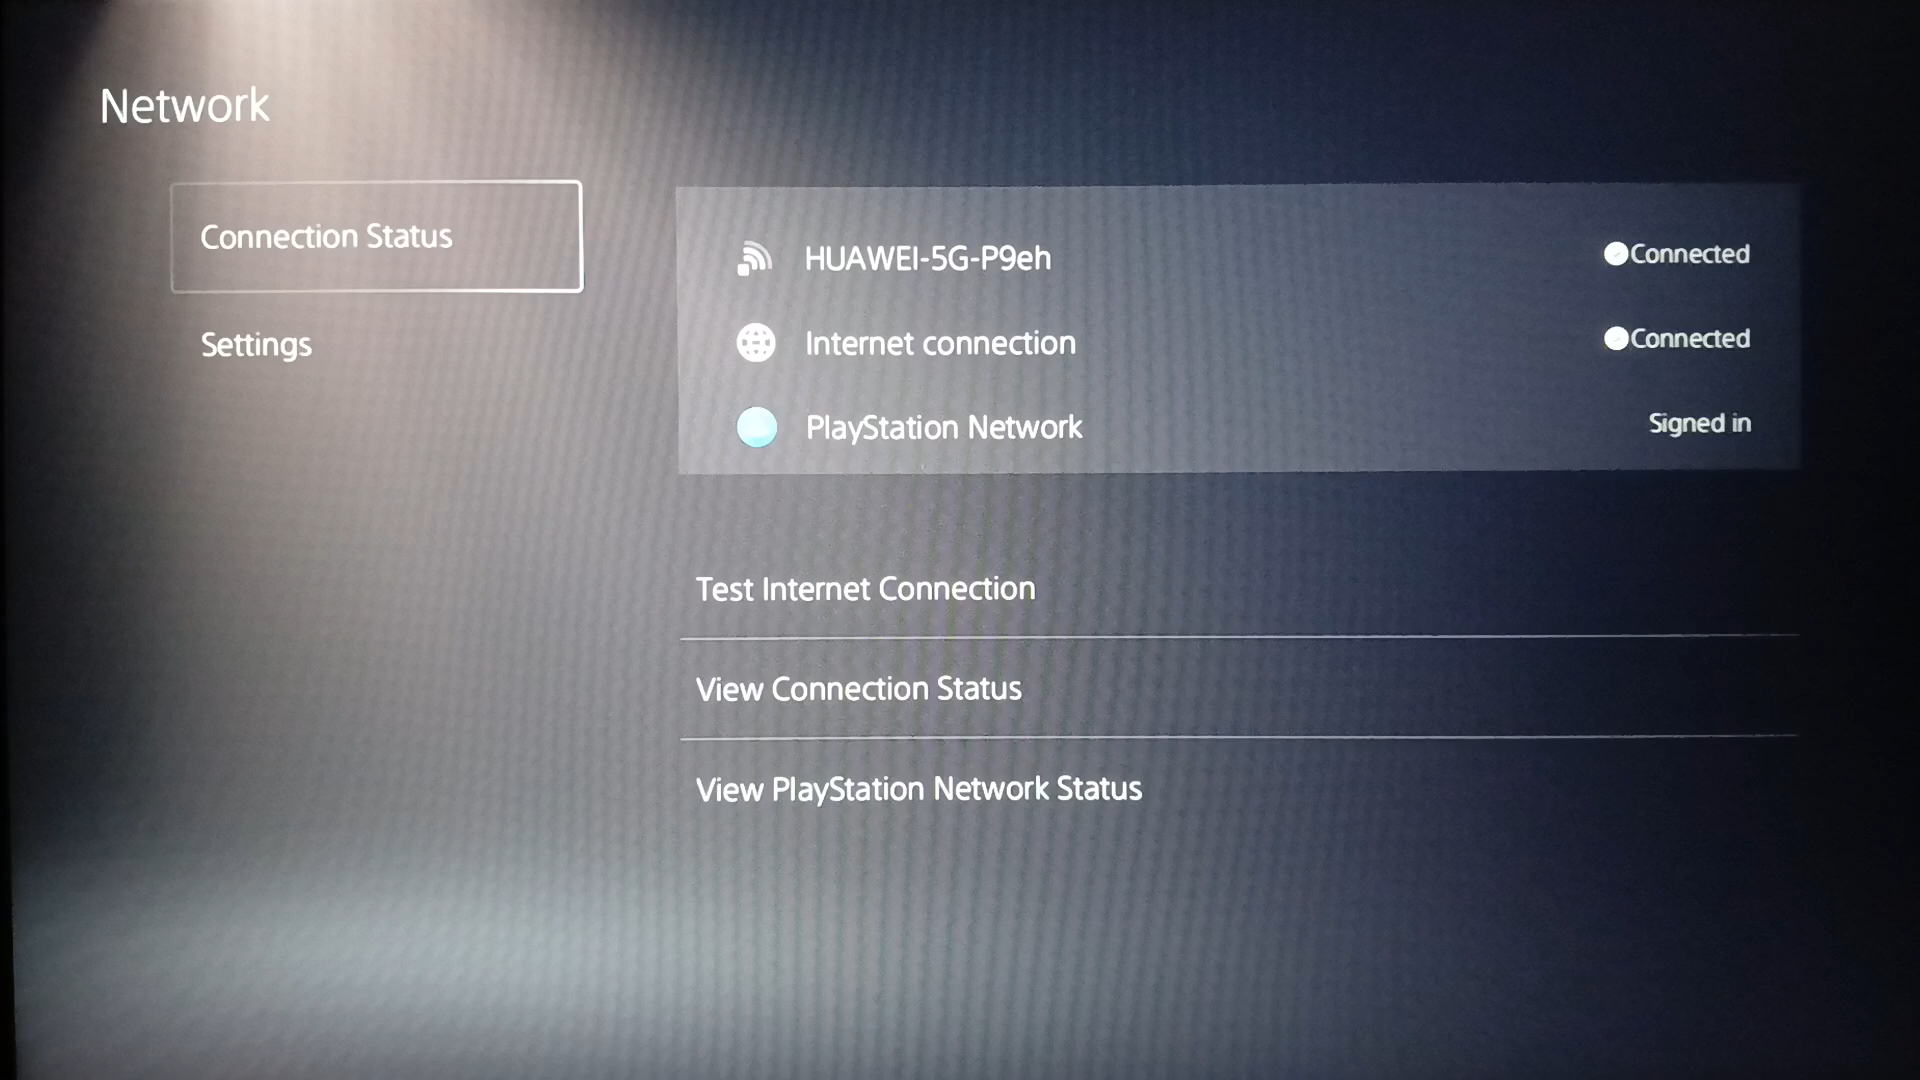 Network
Connection Status
Settings
HUAWEI-5G-P9eh
Connected
Internet connection
Connected
PlayStation Network
Signed in
Test Internet Connection
View Connection Status
View PlayStation Network Status